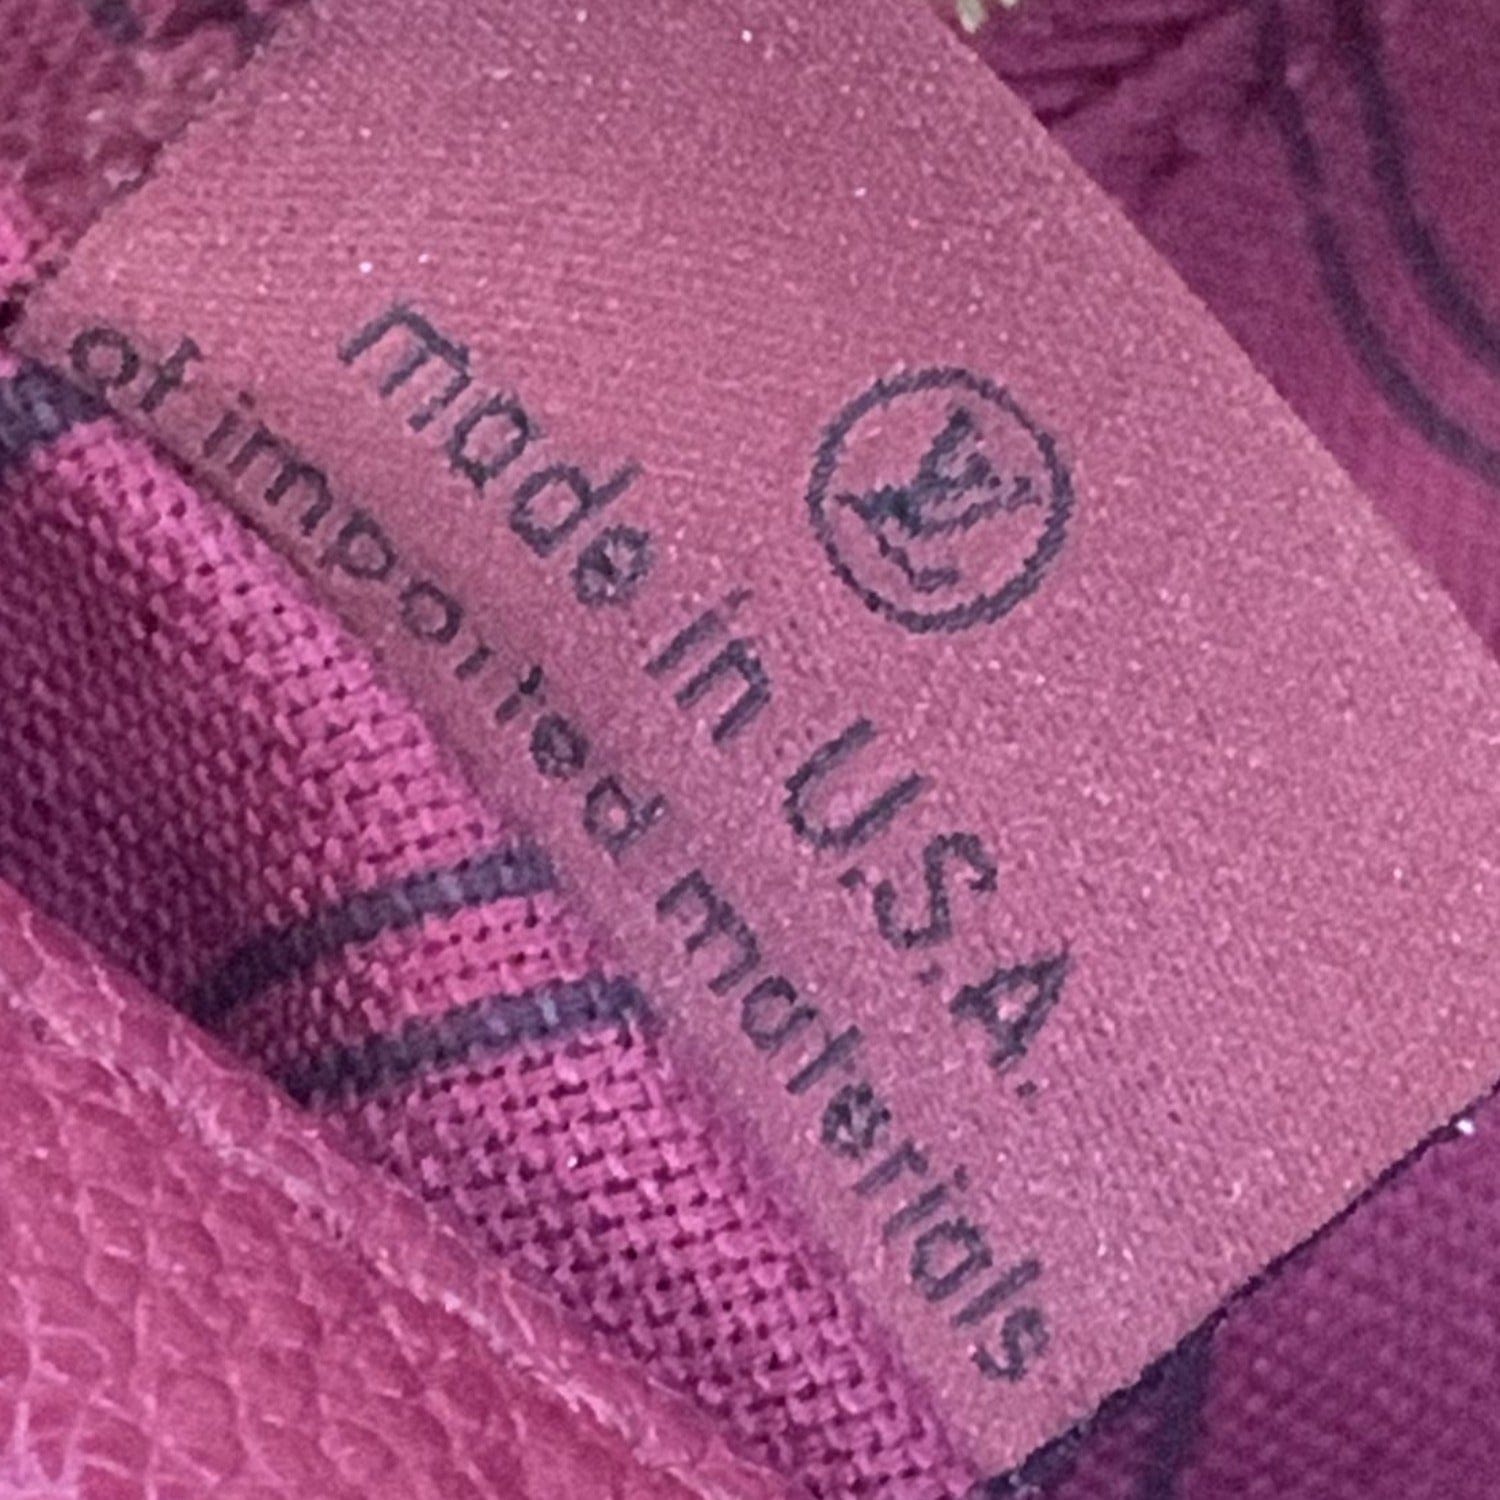 LV
made in U.S.A.
of imported materials